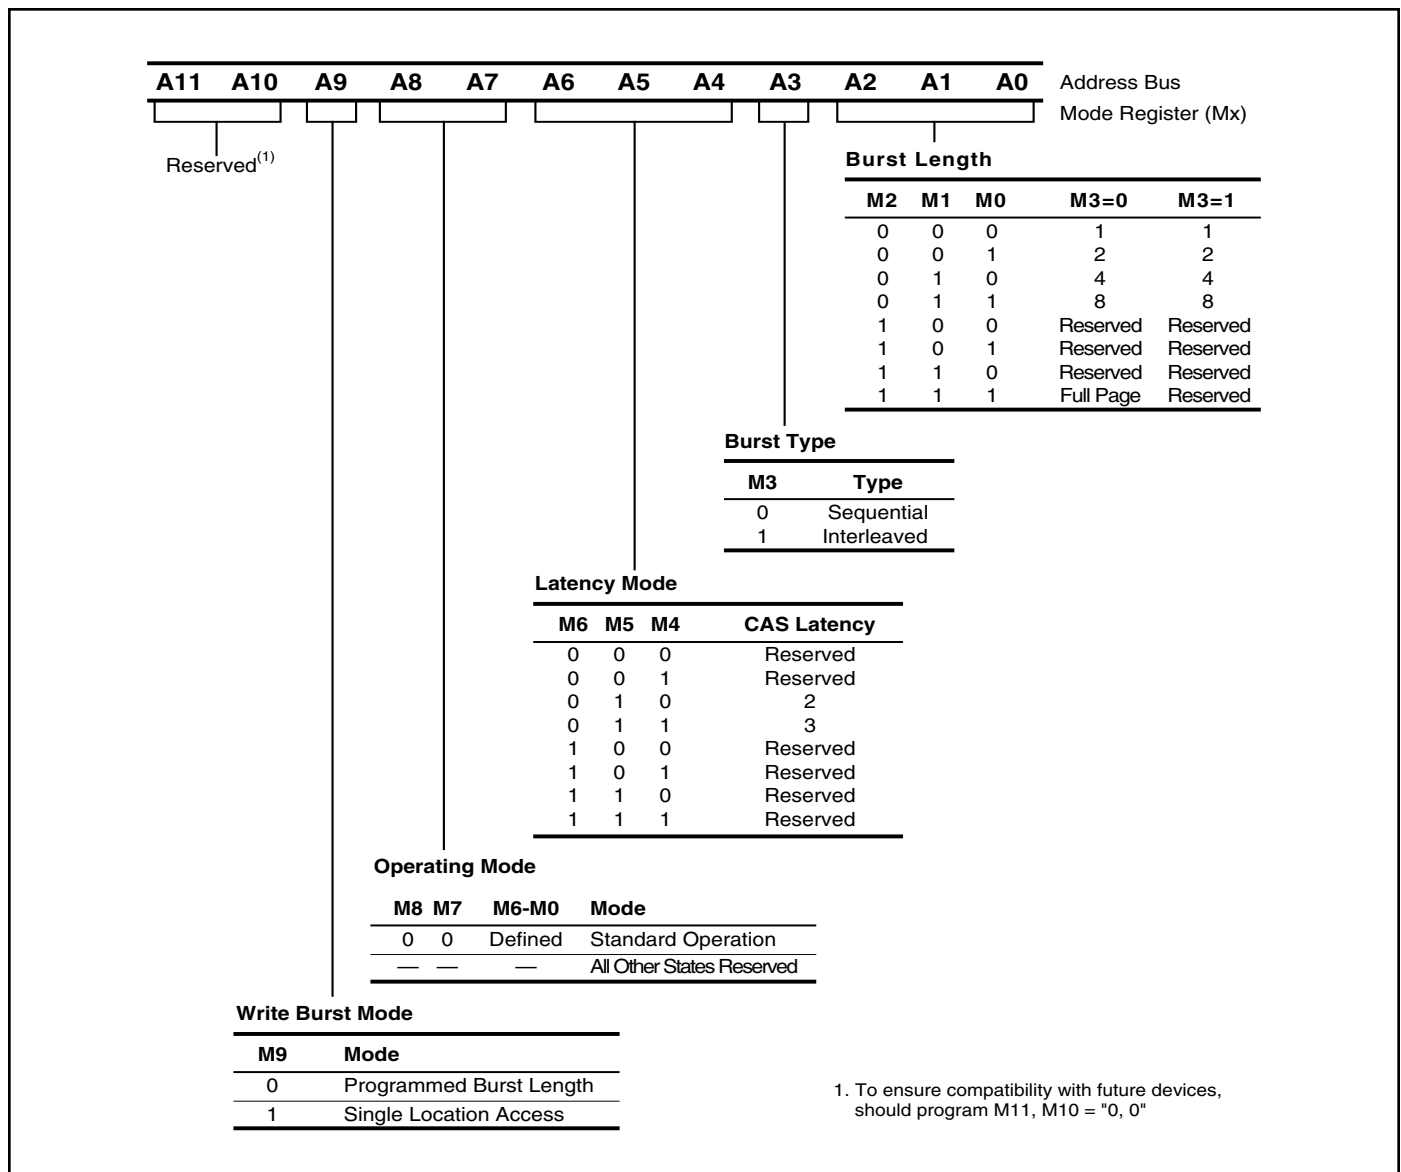 A11 A10 A9 A8 A7 A6 A5 A4 A3 A2 A1 A0 Address Bus
Mode Register (Mx)
Reserved(1)
Burst Length
M2 M1 M0 M3=0 M3=1
0 0 0 1 1
0 0 1 2 2
0 1 0 4 4
0 1 1 8 8
1 0 0 Reserved Reserved
1 0 1 Reserved Reserved
1 1 0 Reserved Reserved
1 1 1 Full Page Reserved
Burst Type
M3 Type
0 Sequential
1 Interleaved
Latency Mode
M6 M5 M4 CAS Latency
0 0 0 Reserved
0 0 1 Reserved
0 1 0 2
0 1 1 3
1 0 0 Reserved
1 0 1 Reserved
1 1 0 Reserved
1 1 1 Reserved
Operating Mode
M8 M7 M6-M0 Mode
0 0 Defined Standard Operation
— — — All Other States Reserved
Write Burst Mode
M9 Mode
0 Programmed Burst Length
1 Single Location Access
1. To ensure compatibility with future devices,
should program M11, M10 = "0, 0"